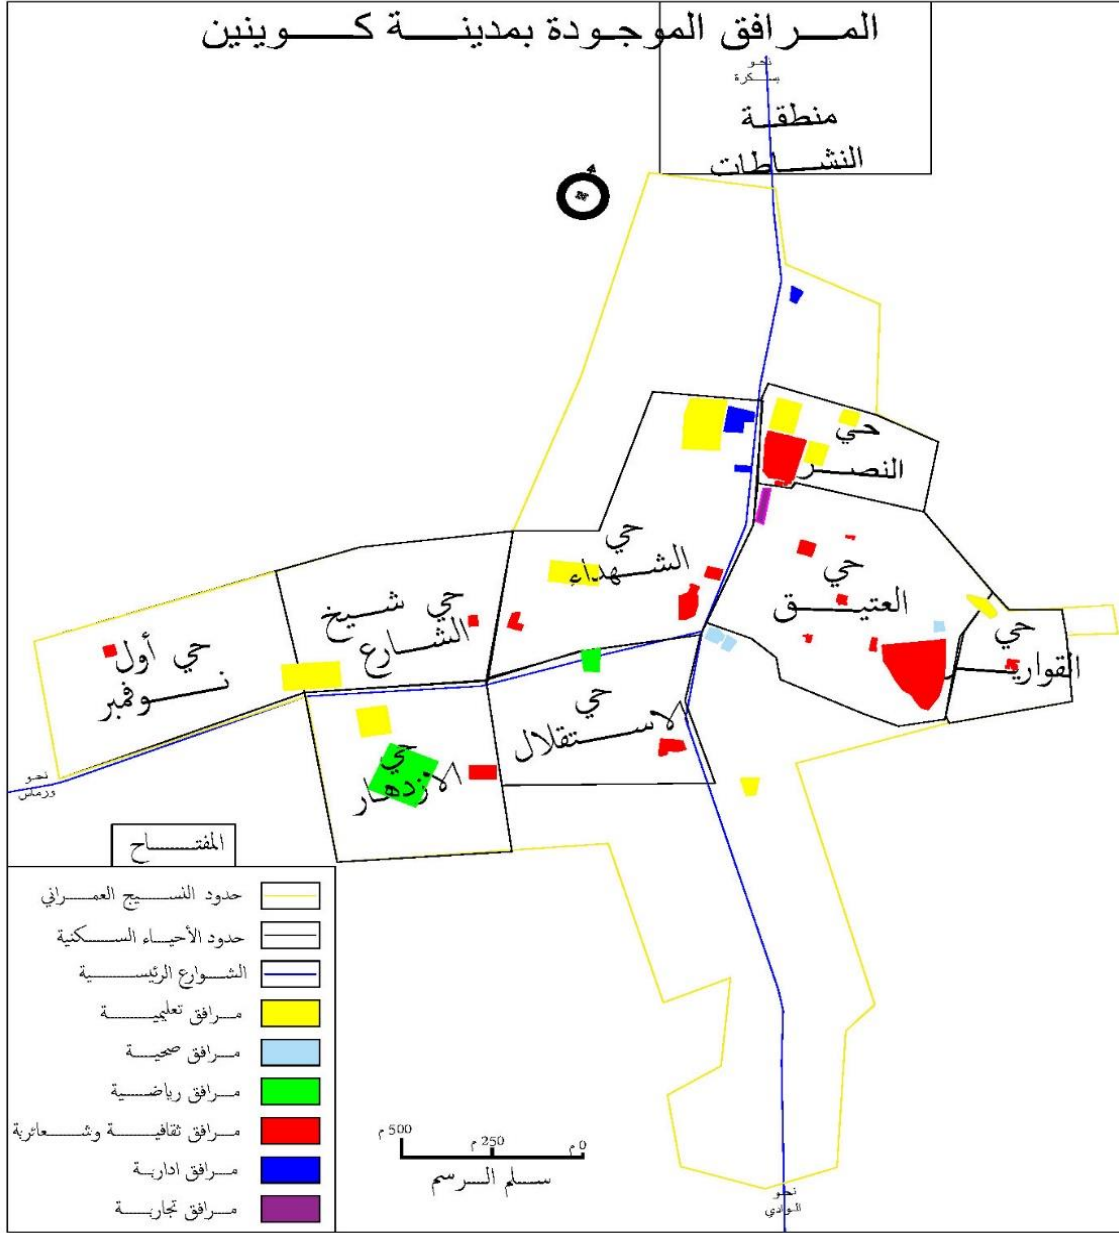 المرافق الموجودة بمدينة كوينين
نحو
بسكرة
منطقة
النشاطات
حي
النصر
حي
الشهداء
حي
العتيق
حي
القوارير
حي شيخ
الشارع
حي أول
نوفمبر
حي
الاستقلال
حي
الازدهار
نحو
ورماس
المفتاح
حدود النسيج العمراني
حدود الأحياء السكنية
الشوارع الرئيسية
مرافق تعليمية
مرافق صحية
مرافق رياضية
مرافق ثقافية وشعائرية
مرافق ادارية
مرافق تجارية
500 م
250 م
0 م
سلم الرسم
نحو
الوادي